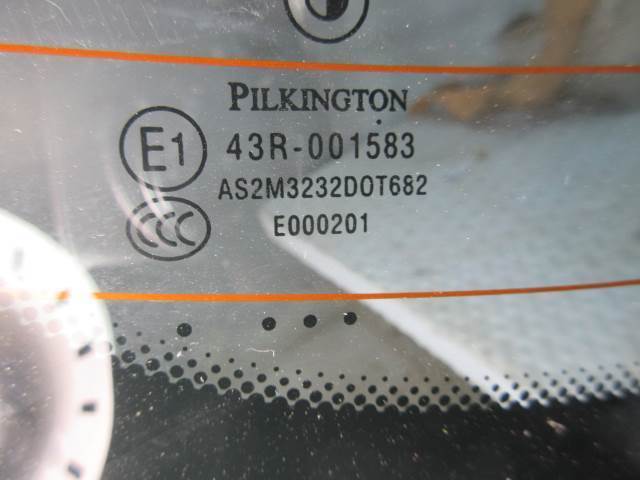 PILKINGTON
E1 43R-001583
AS2M3232DOT682
CCC E000201